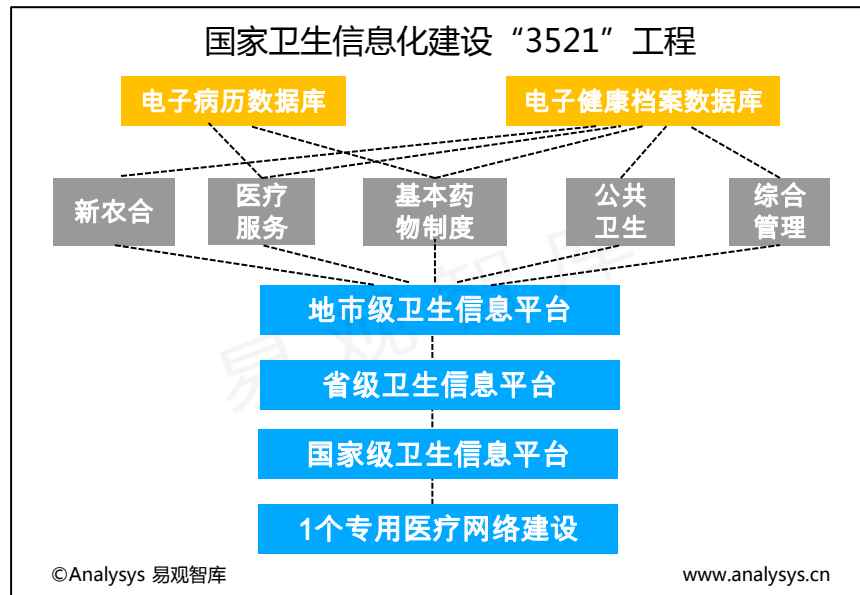 国家卫生信息化建设“3521”工程
电子病历数据库
电子健康档案数据库
新农合
医疗
服务
基本药
物制度
公共
卫生
综合
管理
地市级卫生信息平台
省级卫生信息平台
国家级卫生信息平台
1个专用医疗网络建设
易观智库
©Analysys 易观智库
www.analysys.cn